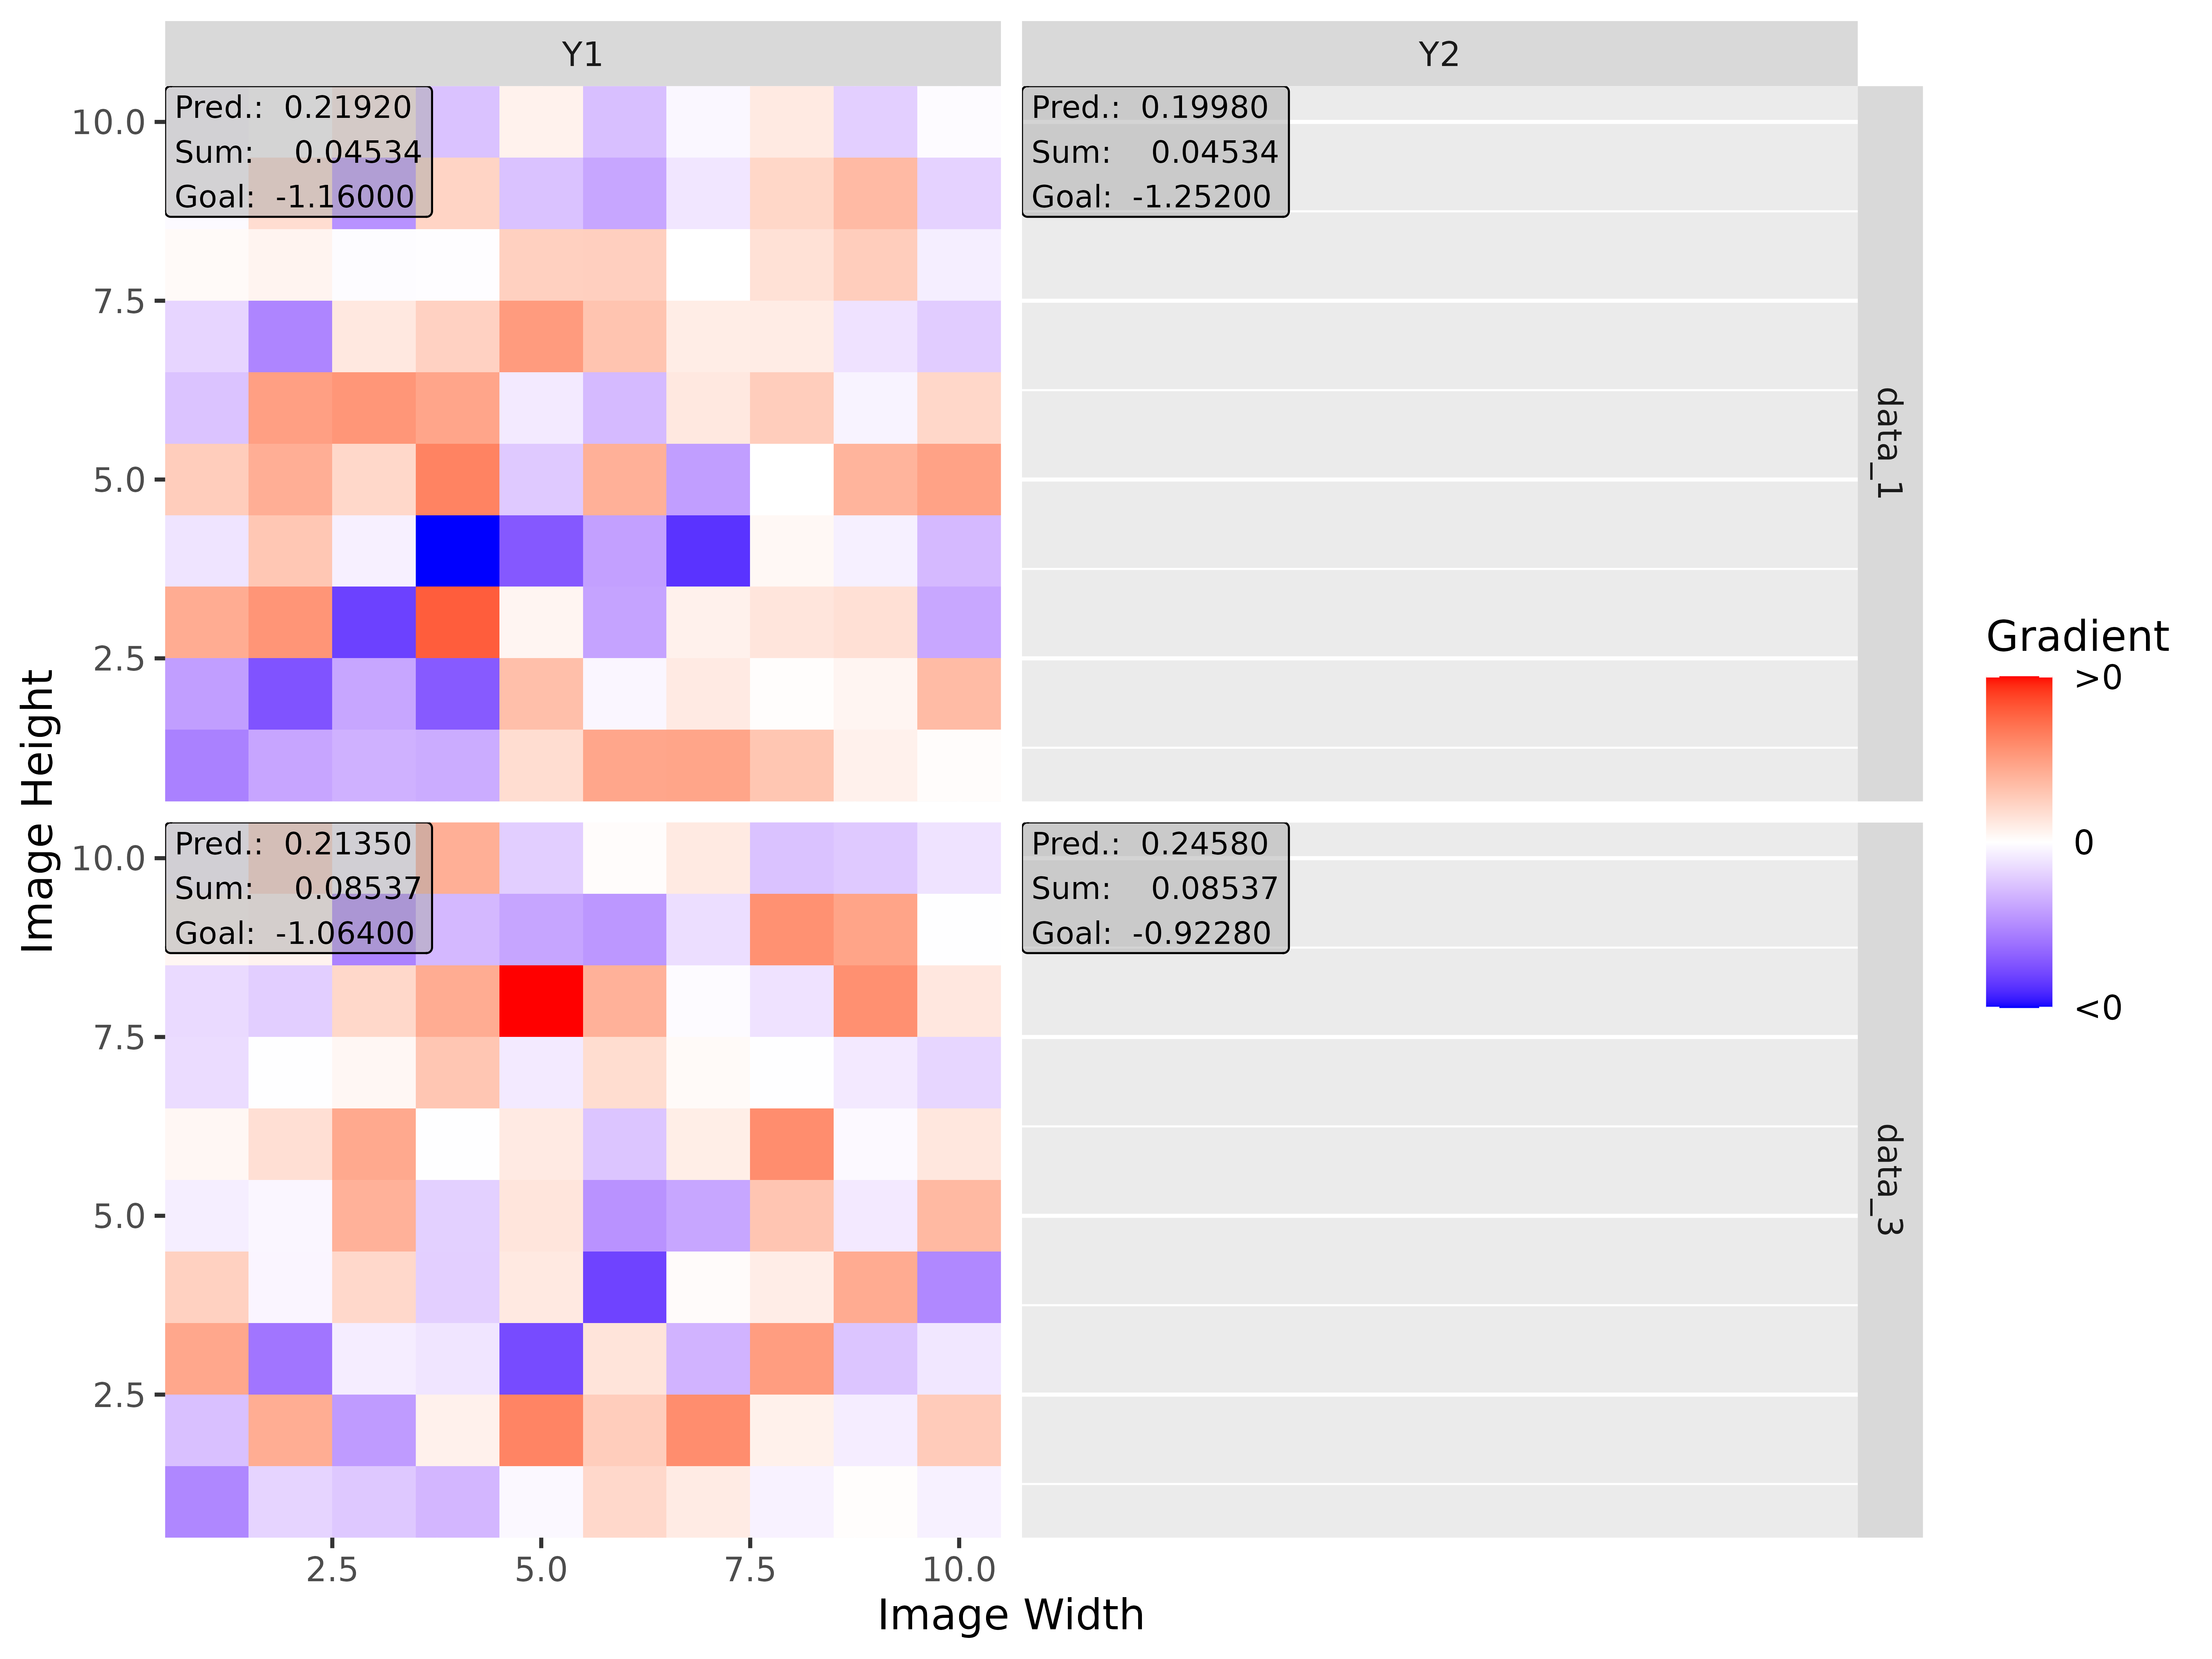 Y1
Y2
Pred.: 0.21920
Sum: 0.04534
Goal: -1.16000
Pred.: 0.19980
Sum: 0.04534
Goal: -1.25200
10.0
7.5
5.0
2.5
data_1
Pred.: 0.21350
Sum: 0.08537
Goal: -1.06400
Pred.: 0.24580
Sum: 0.08537
Goal: -0.92280
10.0
7.5
5.0
2.5
data_3
2.5
5.0
7.5
10.0
Image Width
Image Height
Gradient
>0
0
<0